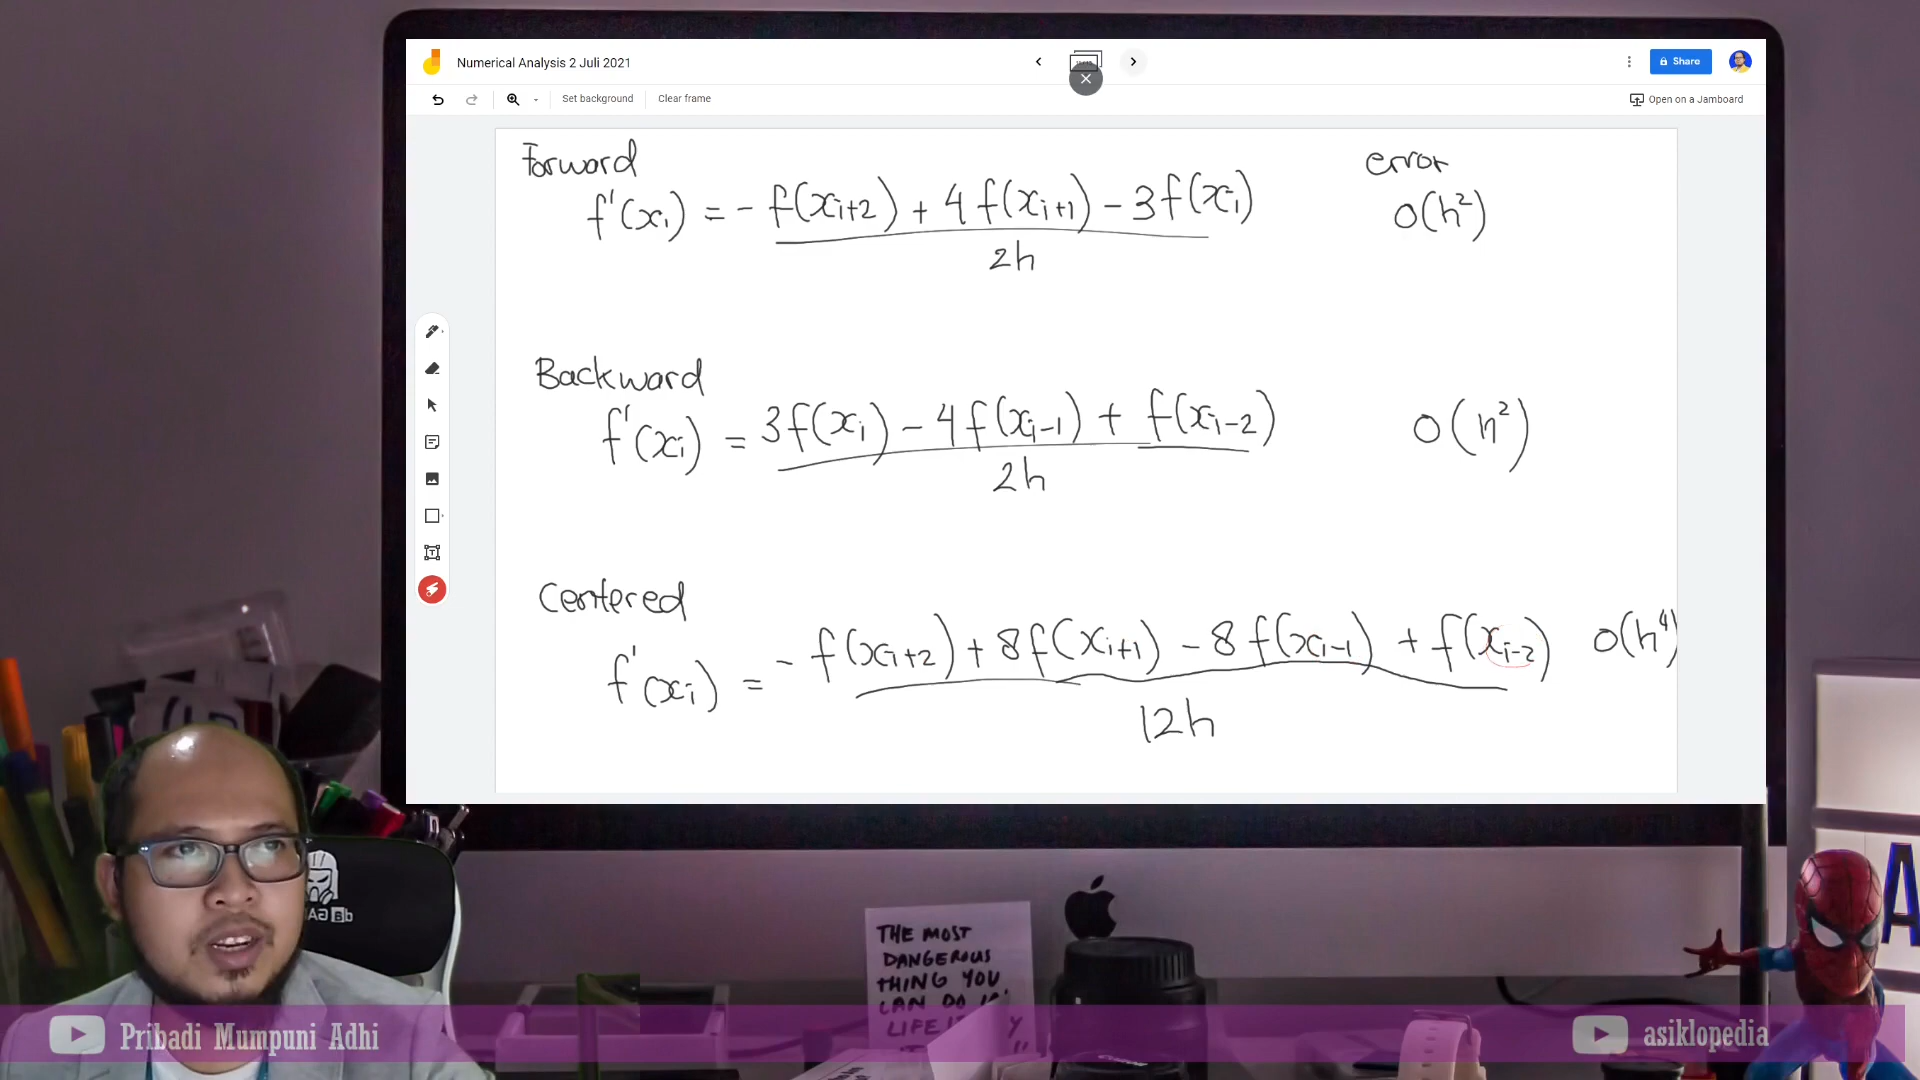 Numerical Analysis 2 Juli 2021
Share
Set background
Clear frame
Open on a Jamboard
Forward
error
f'(xi) = - f(xi+2) + 4f(xi+1) - 3f(xi)
2h
O(h²)
Backward
f'(xi) = 3f(xi) - 4f(xi-1) + f(xi-2)
2h
O(h²)
Centered
f'(xi) = - f(xi+2) + 8f(xi+1) - 8f(xi-1) + f(xi-2)
12h
O(h⁴)
THE MOST
DANGEROUS
THING YOU
CAN DO
LIFE
Pribadi Mumpuni Adhi
asiklopedia